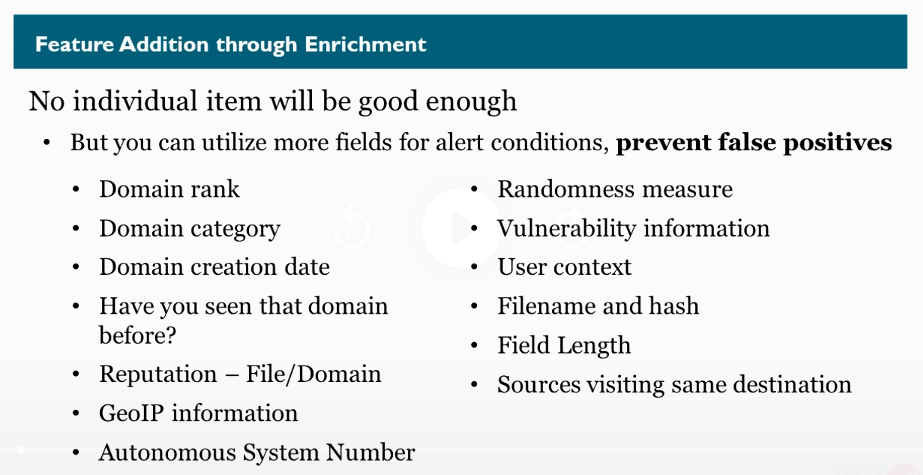 Feature Addition through Enrichment
No individual item will be good enough
• But you can utilize more fields for alert conditions, prevent false positives
• Domain rank
• Domain category
• Domain creation date
• Have you seen that domain
before?
• Reputation – File/Domain
• GeoIP information
• Autonomous System Number
• Randomness measure
• Vulnerability information
• User context
• Filename and hash
• Field Length
• Sources visiting same destination